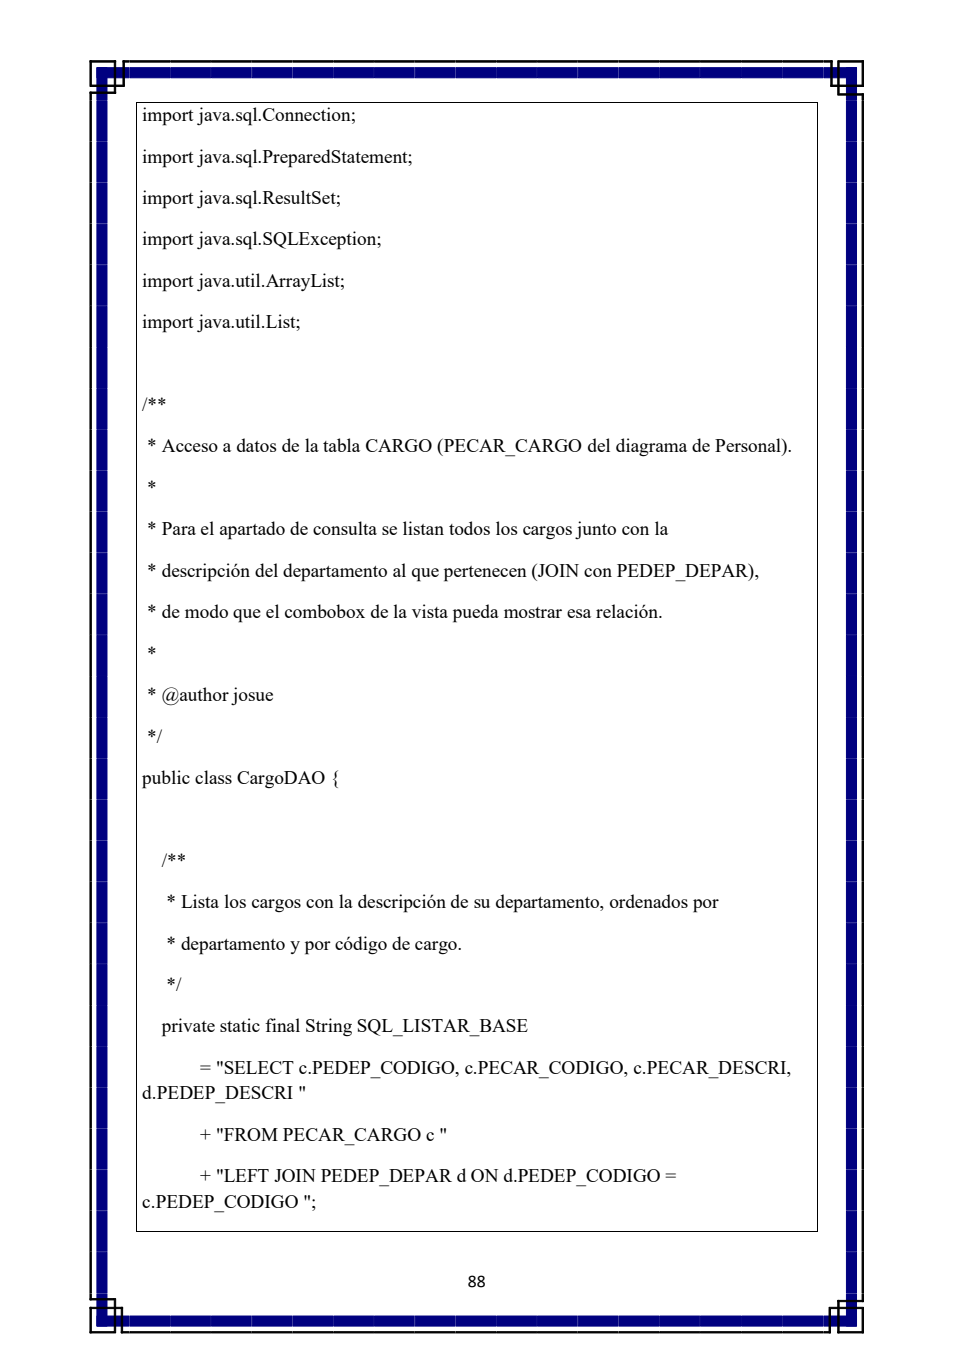 import java.sql.Connection;
import java.sql.PreparedStatement;
import java.sql.ResultSet;
import java.sql.SQLException;
import java.util.ArrayList;
import java.util.List;
/**
 * Acceso a datos de la tabla CARGO (PECAR_CARGO del diagrama de Personal).
 *
 * Para el apartado de consulta se listan todos los cargos junto con la
 * descripción del departamento al que pertenecen (JOIN con PEDEP_DEPAR),
 * de modo que el combobox de la vista pueda mostrar esa relación.
 *
 * @author josue
 */
public class CargoDAO {
    /**
     * Lista los cargos con la descripción de su departamento, ordenados por
     * departamento y por código de cargo.
     */
    private static final String SQL_LISTAR_BASE
            = "SELECT c.PEDEP_CODIGO, c.PECAR_CODIGO, c.PECAR_DESCRI,
d.PEDEP_DESCRI "
            + "FROM PECAR_CARGO c "
            + "LEFT JOIN PEDEP_DEPAR d ON d.PEDEP_CODIGO =
c.PEDEP_CODIGO ";
88